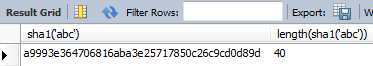 Result Grid Filter Rows: Export:
sha1('abc') length(sha1('abc'))
a9993e364706816aba3e25717850c26c9cd0d89d 40